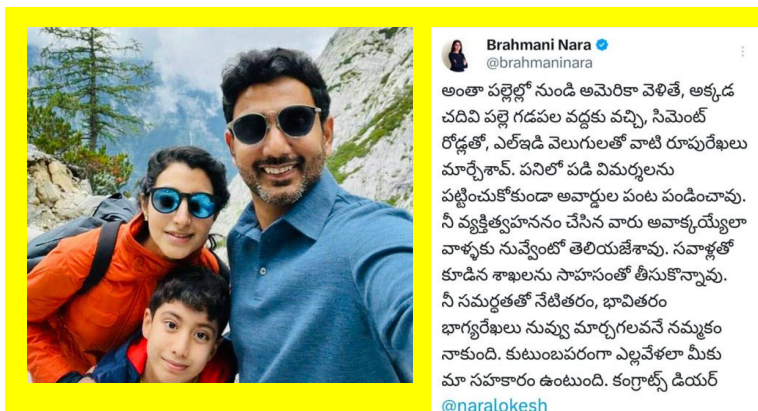 Brahmani Nara
@brahmaninara
అంతా పల్లెల్లో నుండి అమెరికా వెళితే, అక్కడ
చదివి పల్లె గడపల వద్దకు వచ్చి, సిమెంట్
రోడ్లతో, ఎల్ఇడి వెలుగులతో వాటి రూపురేఖలు
మార్చేశావ్. పనిలో పడి విమర్శలను
పట్టించుకోకుండా అవార్డుల పంట పండించావు.
నీ వ్యక్తిత్వహననం చేసిన వారు అవాక్కయ్యేలా
వాళ్ళకు నువ్వేంటో తెలియజేశావు. సవాళ్లతో
కూడిన శాఖలను సాహసంతో తీసుకొన్నావు.
నీ సమర్థతతో నేటితరం, భావితరం
భాగ్యరేఖలు నువ్వు మార్చగలవనే నమ్మకం
నాకుంది. కుటుంబపరంగా ఎల్లవేళలా మీకు
మా సహకారం ఉంటుంది. కంగ్రాట్స్ డియర్
@naralokesh